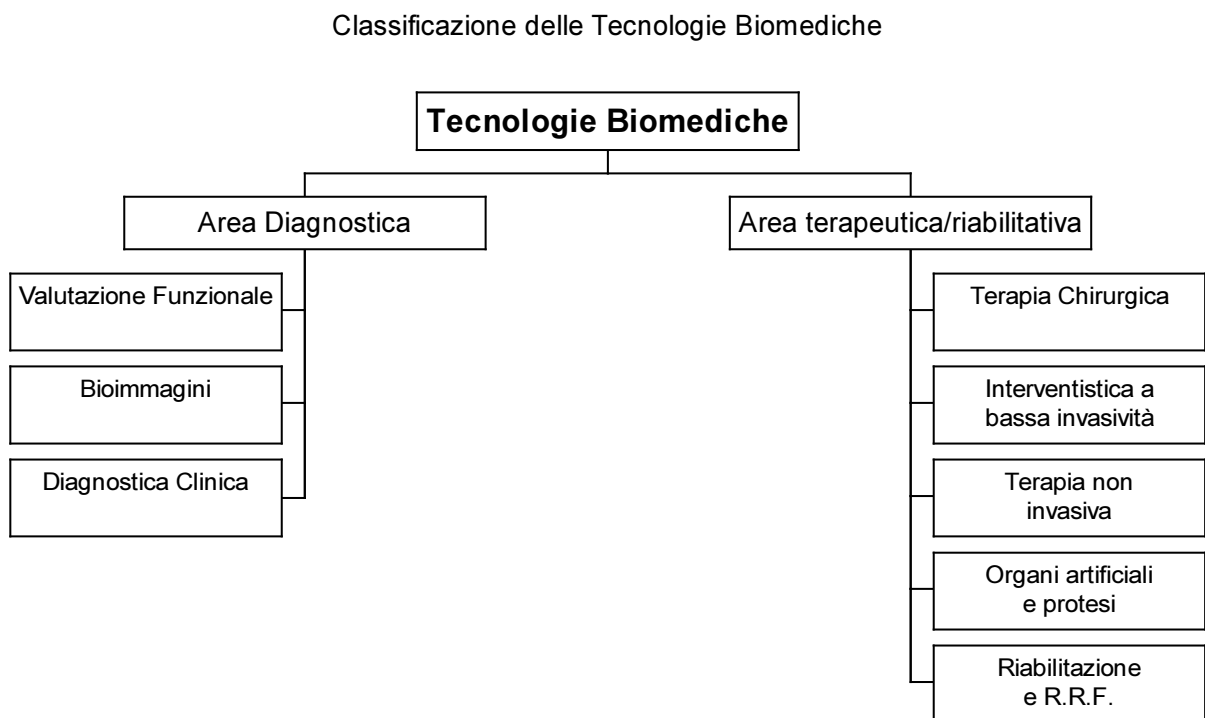 Classificazione delle Tecnologie Biomediche
Tecnologie Biomediche
Area Diagnostica
Valutazione Funzionale
Bioimmagini
Diagnostica Clinica
Area terapeutica/riabilitativa
Terapia Chirurgica
Interventistica a
bassa invasività
Terapia non
invasiva
Organi artificiali
e protesi
Riabilitazione
e R.R.F.